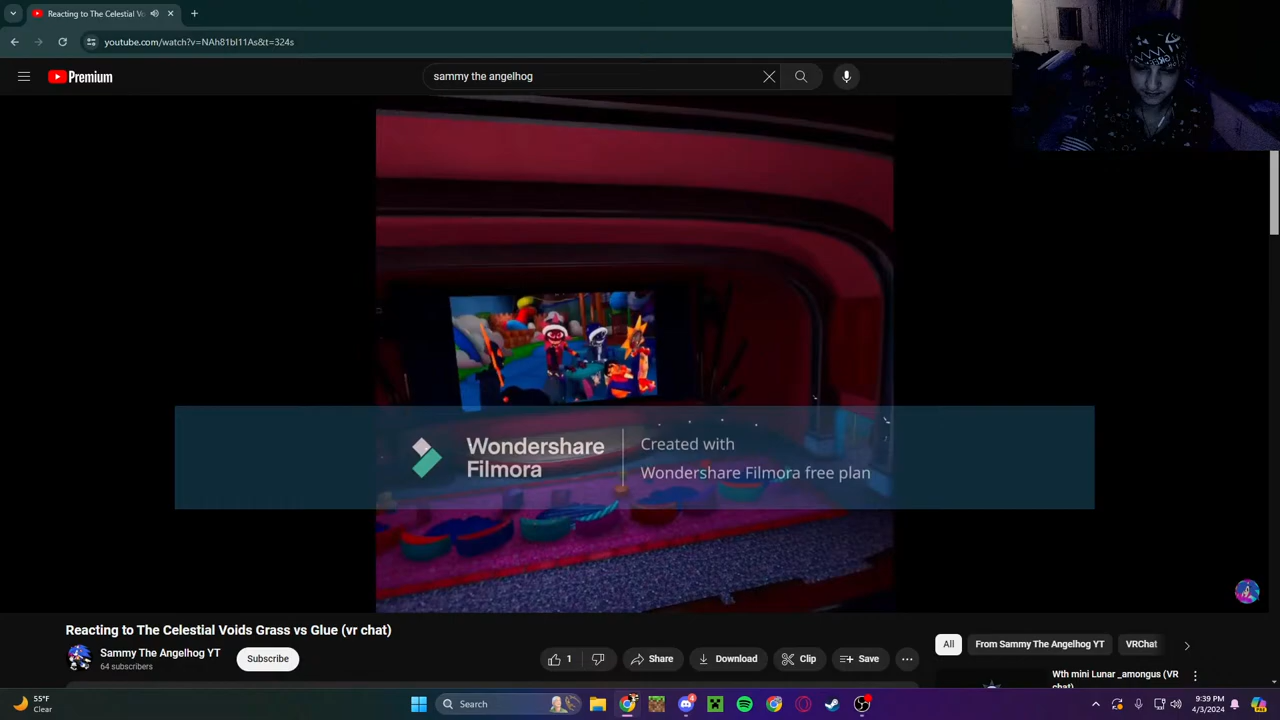 Reacting to The Celestial Voi
youtube.com/watch?v=NAh81bI11As&t=324s
Premium
sammy the angelhog
Wondershare
Filmora
Created with
Wondershare Filmora free plan
Reacting to The Celestial Voids Grass vs Glue (vr chat)
Sammy The Angelhog YT
64 subscribers
Subscribe
1
Share
Download
Clip
Save
All
From Sammy The Angelhog YT
VRChat
Wth mini Lunar _amongus (VR
chat)
55°F
Clear
Search
4
9:39 PM
4/3/2024